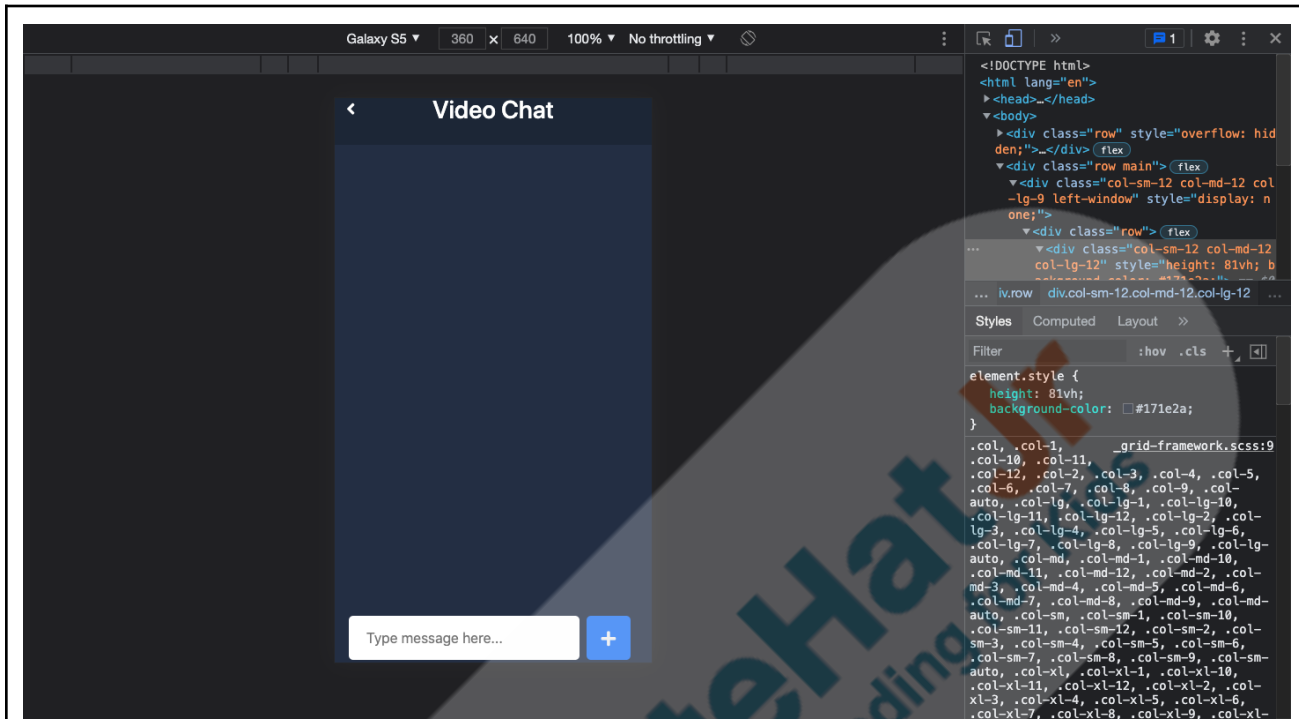 Galaxy S5 ▼ 360 × 640 100% ▼ No throttling ▼
» 1
Video Chat
Type message here...
+
<!DOCTYPE html>
<html lang="en">
▶<head>…</head>
▼<body>
▶<div class="row" style="overflow: hid
den;">…</div> flex
▼<div class="row main"> flex
▼<div class="col-sm-12 col-md-12 col
-lg-9 left-window" style="display: n
one;">
▼<div class="row"> flex
… ▼<div class="col-sm-12 col-md-12
col-lg-12" style="height: 81vh; b
ackground-color: #171e2a;"> == $0
… iv.row div.col-sm-12.col-md-12.col-lg-12 …
Styles Computed Layout »
Filter :hov .cls +
element.style {
height: 81vh;
background-color: #171e2a;
}
.col, .col-1, _grid-framework.scss:9
.col-10, .col-11,
.col-12, .col-2, .col-3, .col-4, .col-5,
.col-6, .col-7, .col-8, .col-9, .col-
auto, .col-lg, .col-lg-1, .col-lg-10,
.col-lg-11, .col-lg-12, .col-lg-2, .col-
lg-3, .col-lg-4, .col-lg-5, .col-lg-6,
.col-lg-7, .col-lg-8, .col-lg-9, .col-lg-
auto, .col-md, .col-md-1, .col-md-10,
.col-md-11, .col-md-12, .col-md-2, .col-
md-3, .col-md-4, .col-md-5, .col-md-6,
.col-md-7, .col-md-8, .col-md-9, .col-md-
auto, .col-sm, .col-sm-1, .col-sm-10,
.col-sm-11, .col-sm-12, .col-sm-2, .col-
sm-3, .col-sm-4, .col-sm-5, .col-sm-6,
.col-sm-7, .col-sm-8, .col-sm-9, .col-sm-
auto, .col-xl, .col-xl-1, .col-xl-10,
.col-xl-11, .col-xl-12, .col-xl-2, .col-
xl-3, .col-xl-4, .col-xl-5, .col-xl-6,
.col-xl-7, .col-xl-8, .col-xl-9, .col-xl-
teHat Jr
ding for Kids